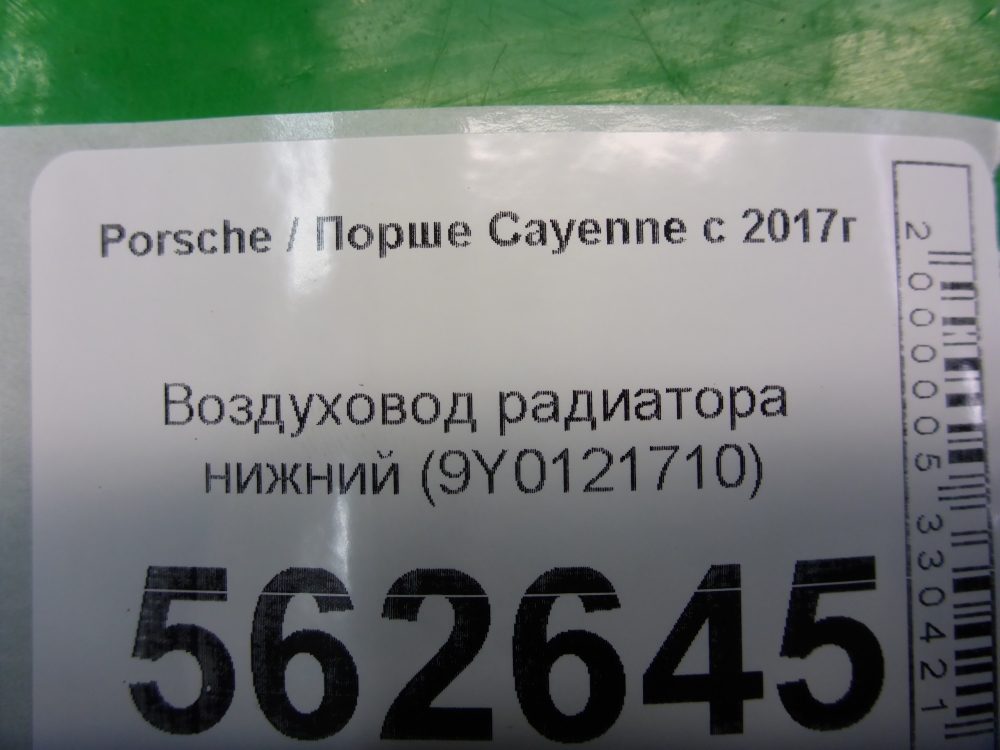 Porsche / Порше Cayenne с 2017г
Воздуховод радиатора
нижний (9Y0121710)
562645
2000005330421